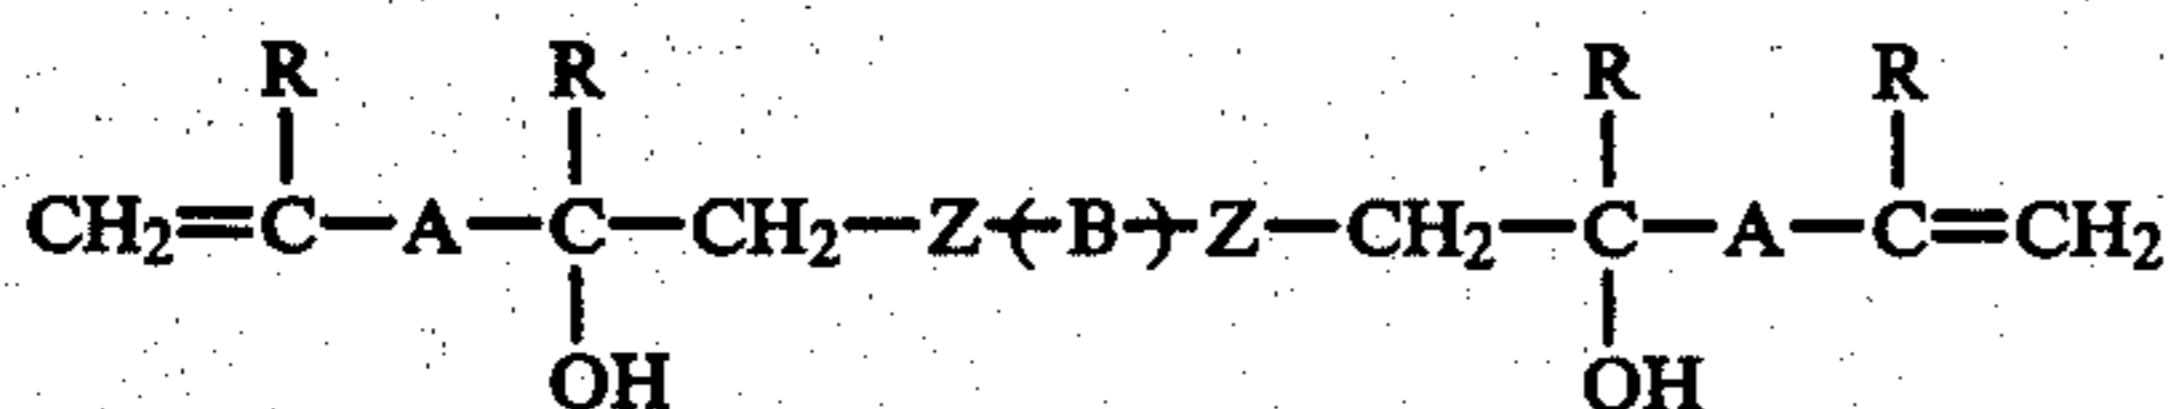 R R R R
CH₂=C—A—C—CH₂—Z-(-B-)-Z—CH₂—C—A—C=CH₂
OH OH